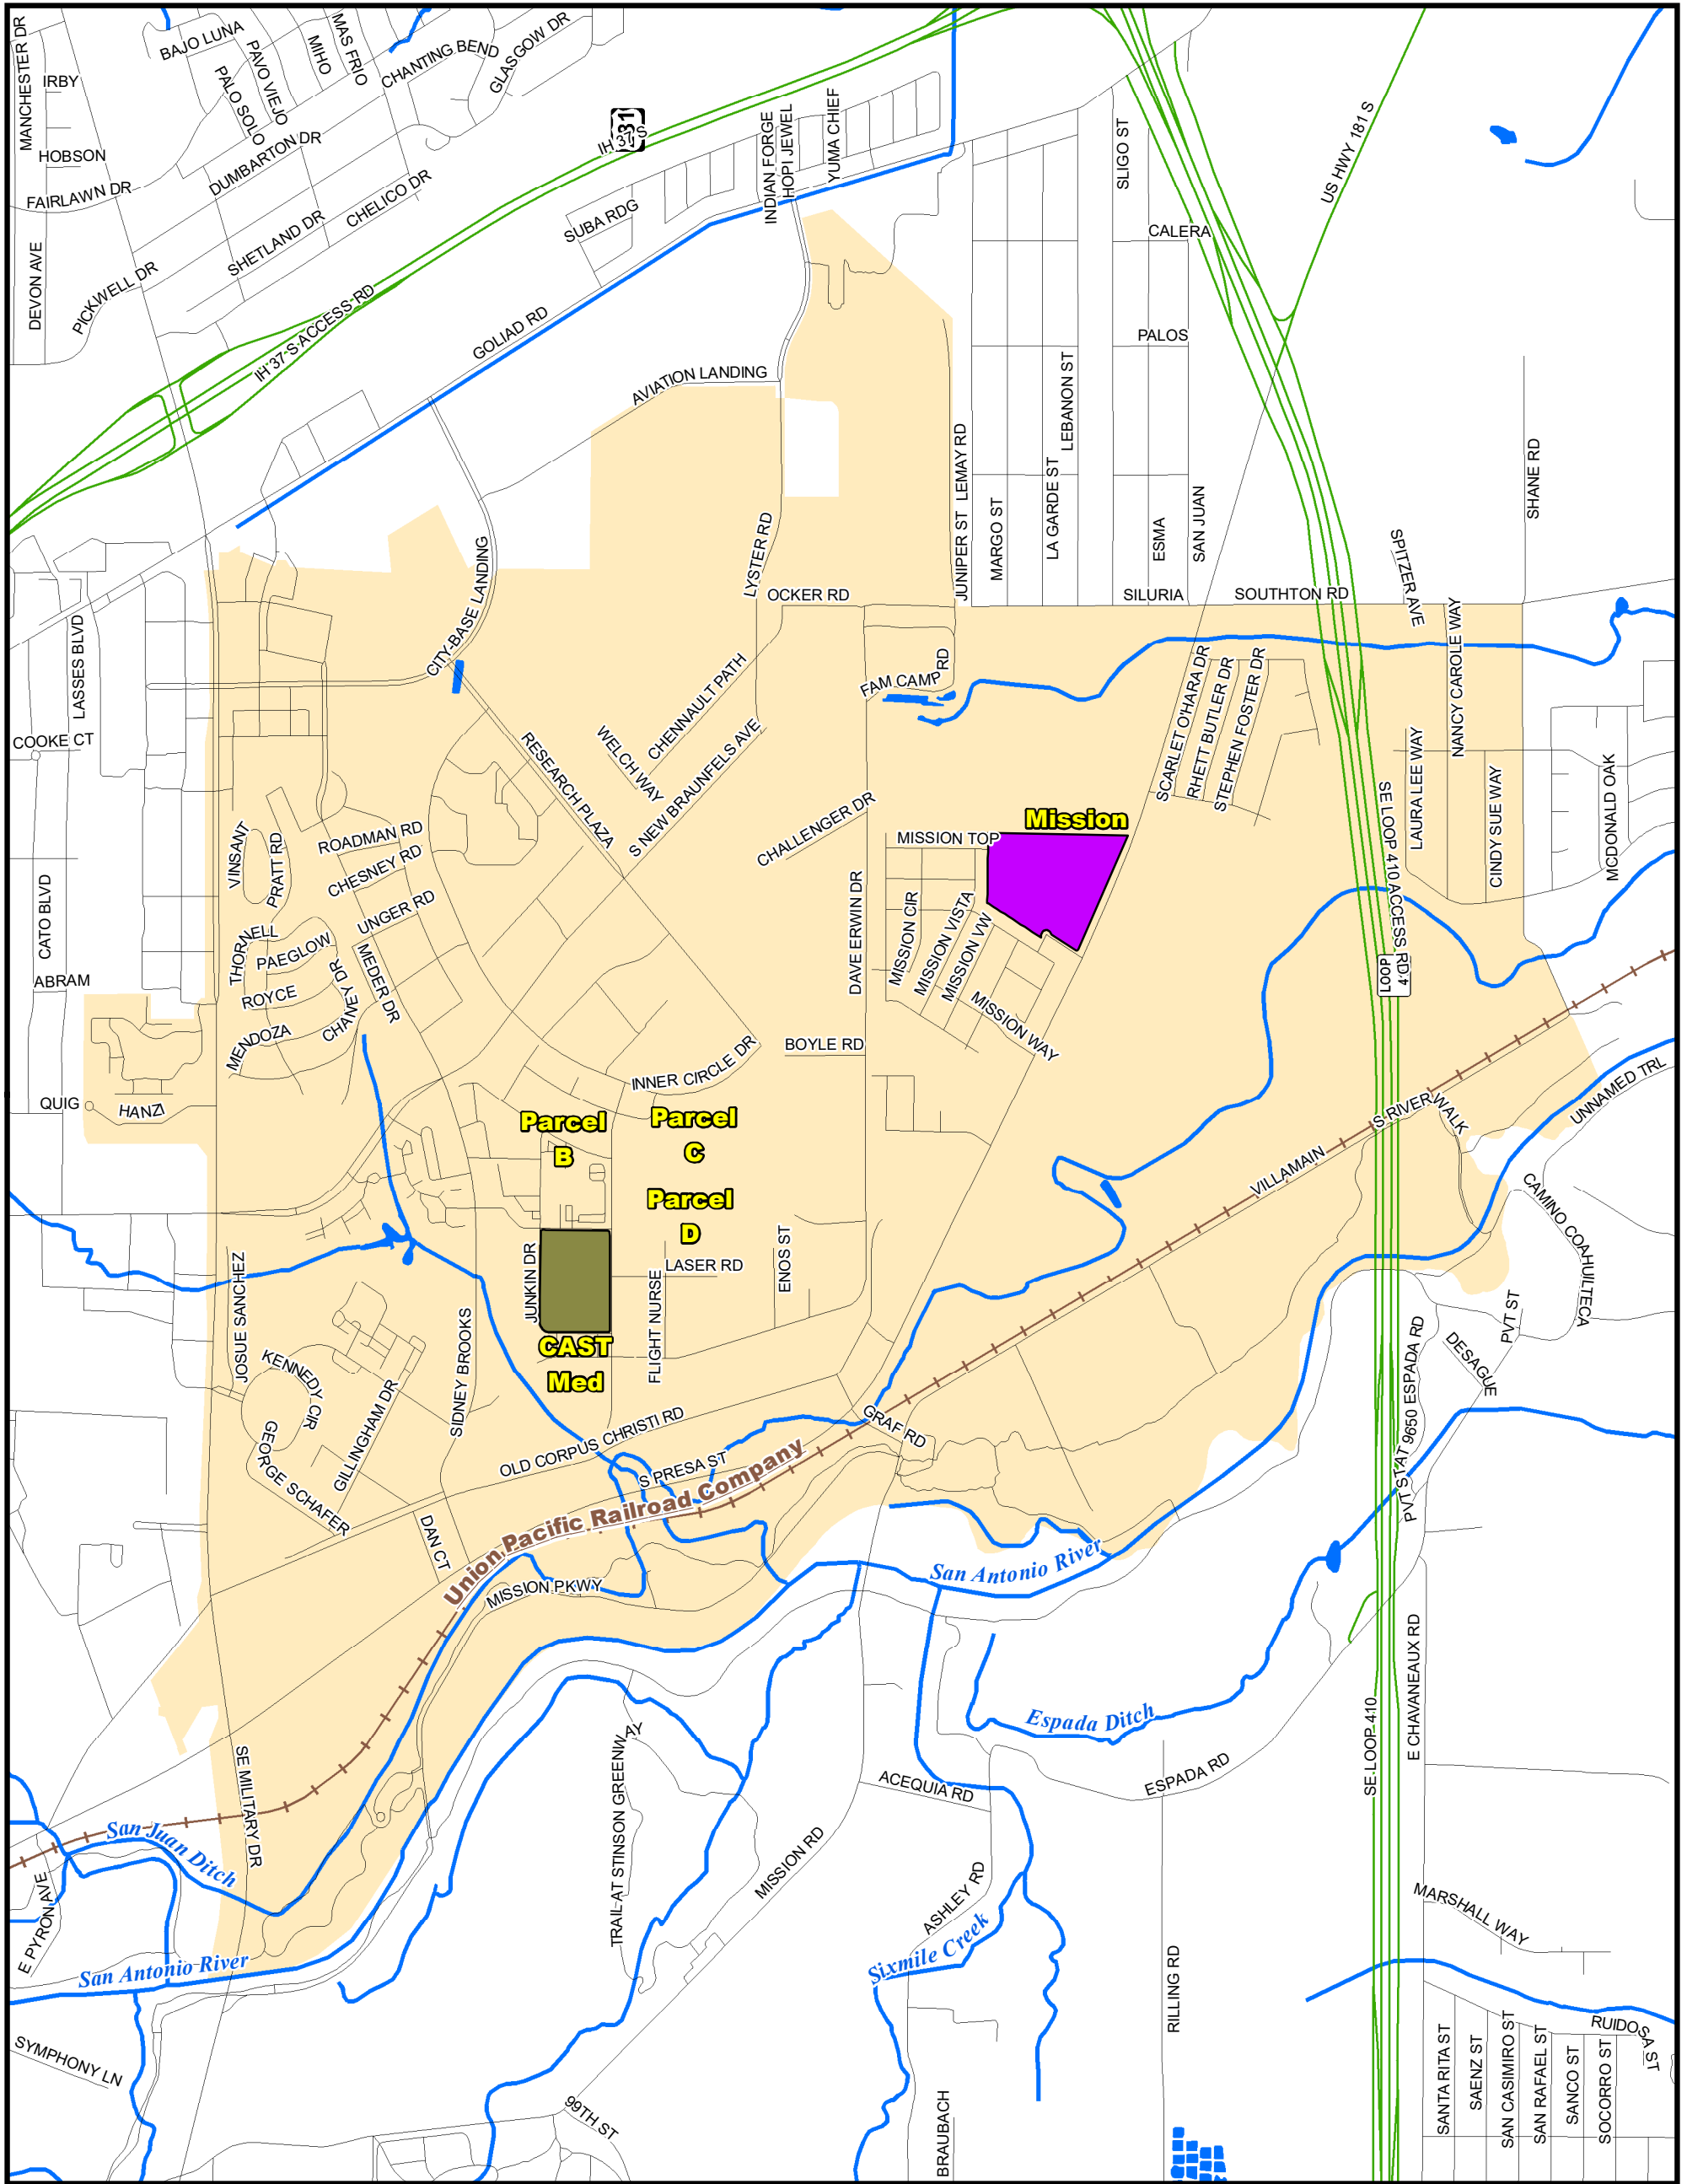 MANCHESTER DR
IRBY
HOBSON
FAIRLAWN DR
DEVON AVE
PICKWELL DR
BAJO LUNA
PAVO VIEJO
PALO SOLO
MIHO
MAS FRIO
CHANTING BEND
GLASGOW DR
DUMBARTON DR
SHETLAND DR
CHELICO DR
IH 37 S
IH 37 S ACCESS RD
SUBA RDG
INDIAN FORGE
HOPI JEWEL
YUMA CHIEF
GOLIAD RD
AVIATION LANDING
SLIGO ST
CALERA
PALOS
US HWY 181 S
LEBANON ST
JUNIPER ST
LEMAY RD
MARGO ST
LA GARDE ST
ESMA
SAN JUAN
SHANE RD
SPITZER AVE
SILURIA
SOUTHTON RD
LYSTER RD
OCKER RD
CITY-BASE LANDING
LASSES BLVD
COOKE CT
CATO BLVD
ABRAM
QUIG
HANZI
FAM CAMP RD
CHENNAULT PATH
WELCH WAY
S NEW BRAUNFELS AVE
RESEARCH PLAZA
CHALLENGER DR
SCARLET O'HARA DR
RHETT BUTLER DR
STEPHEN FOSTER DR
NANCY CAROLE WAY
LAURA LEE WAY
CINDY SUE WAY
MCDONALD OAK
SE LOOP 410 ACCESS RD
LOOP
Mission
MISSION TOP
MISSION CIR
MISSION VISTA
MISSION VW
MISSION WAY
DAVE ERWIN DR
VINSANT
PRATT RD
ROADMAN RD
CHESNEY RD
UNGER RD
THORNELL
PAEGLOW
ROYCE
MENDOZA
CHANEY DR
MEDER DR
INNER CIRCLE DR
BOYLE RD
Parcel
B
Parcel
C
Parcel
D
JUNKIN DR
LASER RD
FLIGHT NURSE
ENOS ST
CAST
Med
JOSUE SANCHEZ
SIDNEY BROOKS
KENNEDY CIR
GILLINGHAM DR
GEORGE SCHAFER
DAN CT
OLD CORPUS CHRISTI RD
S PRESA ST
GRAF RD
Union Pacific Railroad Company
MISSION PKWY
VILLAMAIN
S RIVER WALK
UNNAMED TRL
CAMINO COAHUILTECA
PVT ST
DESAGUE
PVT ST AT 9650 ESPADA RD
San Antonio River
Espada Ditch
ESPADA RD
ACEQUIA RD
ASHLEY RD
Sixmile Creek
MISSION RD
TRAIL-AT STINSON GREENWAY
SE MILITARY DR
San Juan Ditch
E PYRON AVE
San Antonio River
SYMPHONY LN
99TH ST
BRAUBACH
RILLING RD
SE LOOP 410
E CHAVANEAUX RD
MARSHALL WAY
RUIDOSA ST
SANTA RITA ST
SAENZ ST
SAN CASIMIRO ST
SAN RAFAEL ST
SANCO ST
SOCORRO ST